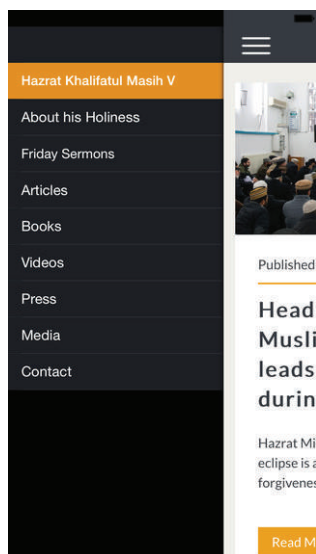 Hazrat Khalifatul Masih V
About his Holiness
Friday Sermons
Articles
Books
Videos
Press
Media
Contact
Published
Head
Musli
leads
durin
Hazrat Mi
eclipse is a
forgivenes
Read M